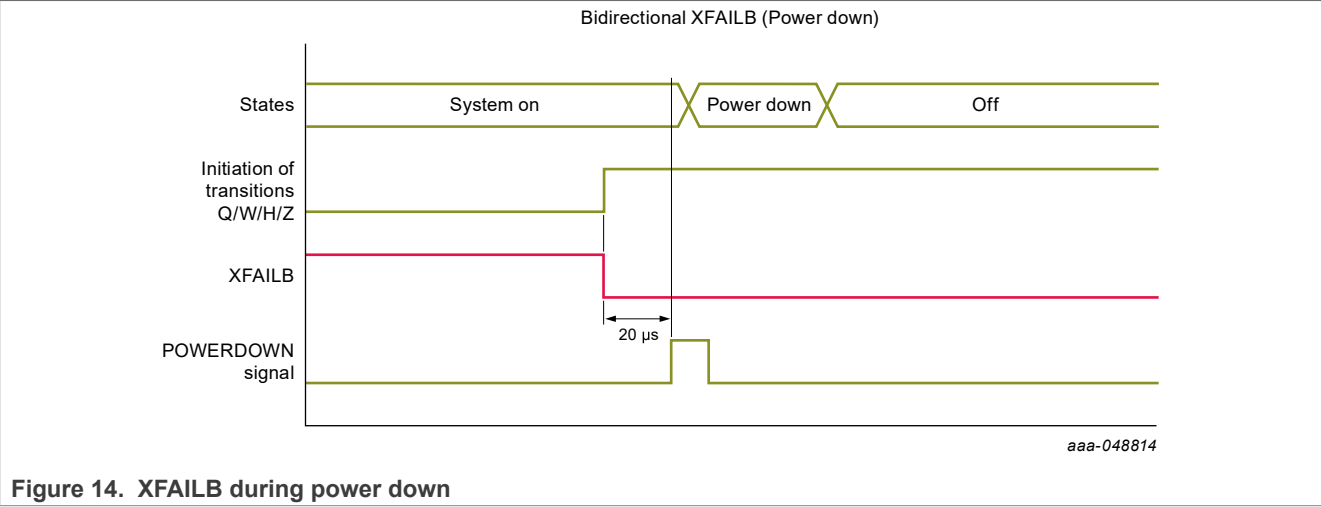 Bidirectional XFAILB (Power down)
States
System on
Power down
Off
Initiation of
transitions
Q/W/H/Z
XFAILB
20 µs
POWERDOWN
signal
aaa-048814
Figure 14. XFAILB during power down